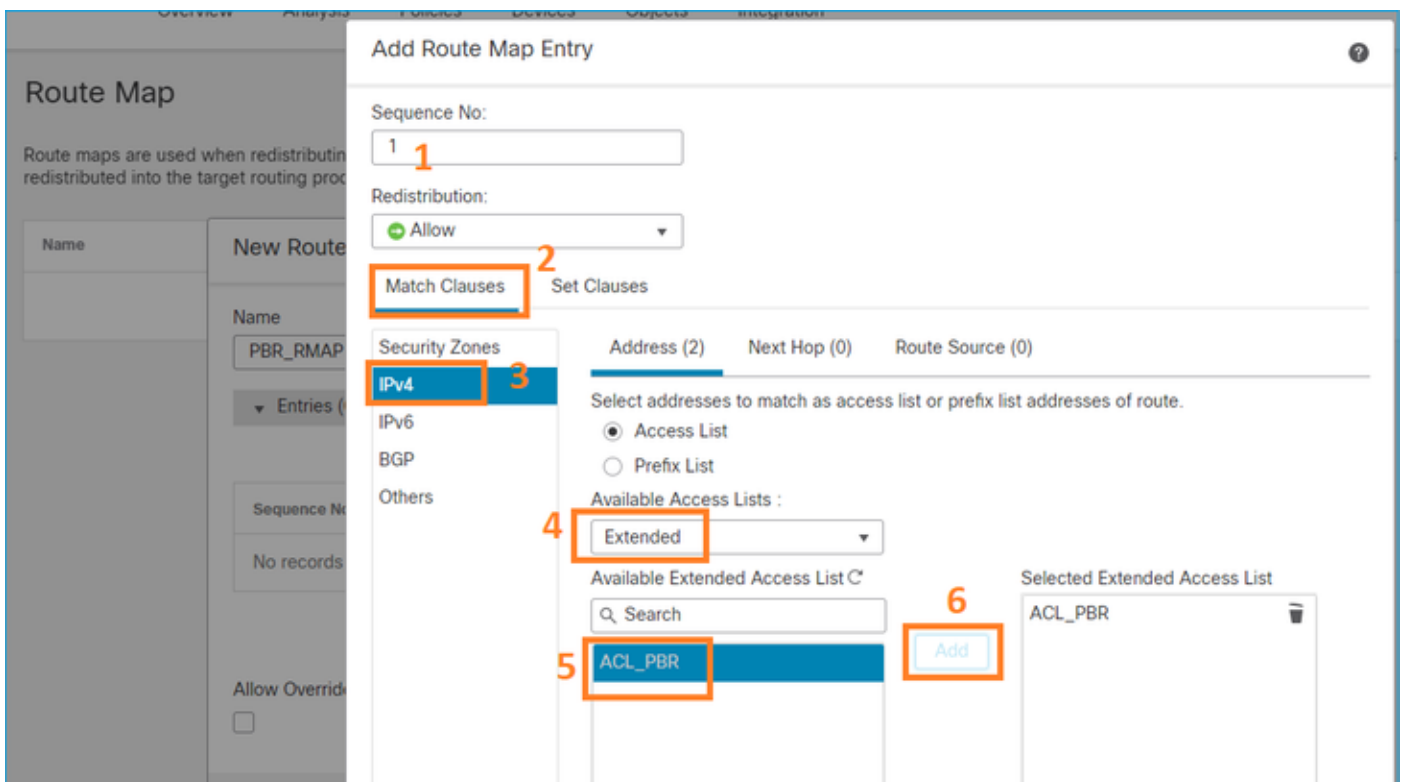 Overview Analysis Policies Devices Objects Integration
Add Route Map Entry
Route Map
Sequence No:
1
1
Route maps are used when redistributin
redistributed into the target routing proc
Redistribution:
Allow
Name
New Route
2
Match Clauses Set Clauses
Name
PBR_RMAP
Security Zones
Address (2) Next Hop (0) Route Source (0)
IPv4
3
Entries (
Select addresses to match as access list or prefix list addresses of route.
IPv6
Access List
BGP
Prefix List
Others
Available Access Lists :
Sequence No
4
Extended
No records
Available Extended Access List
Selected Extended Access List
Search
6
ACL_PBR
5
ACL_PBR
Add
Allow Overrid